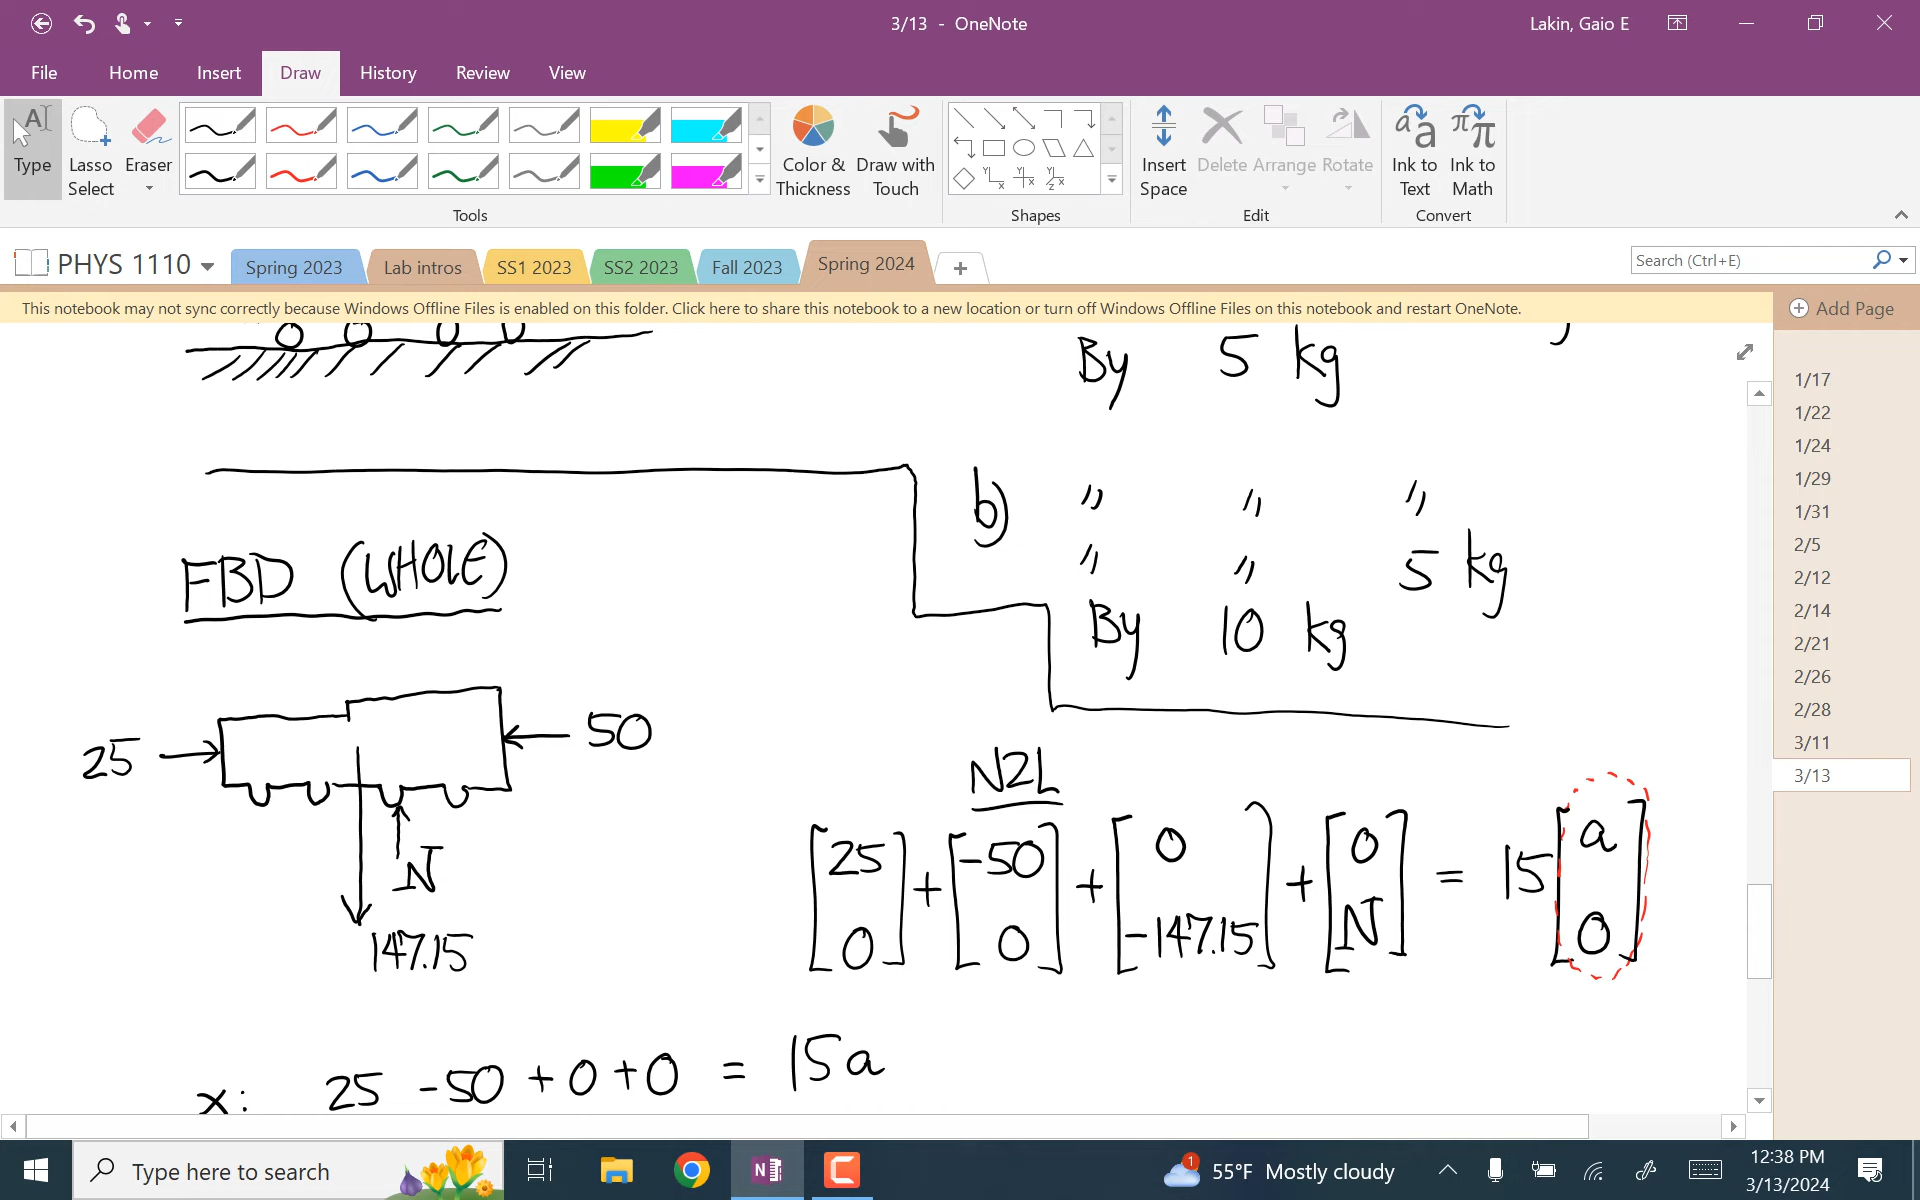 3/13 - OneNote
Lakin, Gaio E
File Home Insert Draw History Review View
Type
Lasso Select
Eraser
Color & Thickness
Draw with Touch
Insert Space
Delete
Arrange
Rotate
Ink to Text
Ink to Math
Tools Shapes Edit Convert
PHYS 1110
Spring 2023 Lab intros SS1 2023 SS2 2023 Fall 2023 Spring 2024 +
Search (Ctrl+E)
This notebook may not sync correctly because Windows Offline Files is enabled on this folder. Click here to share this notebook to a new location or turn off Windows Offline Files on this notebook and restart OneNote.
Add Page
1/17
1/22
1/24
1/29
1/31
2/5
2/12
2/14
2/21
2/26
2/28
3/11
3/13
By 5 kg
b) " " "
" " 5 kg
By 10 kg
FBD (WHOLE)
25
50
N
147.15
N2L
[25 0] + [-50 0] + [0 -147.15] + [0 N] = 15 [a 0]
x: 25 -50 + 0 + 0 = 15a
Type here to search
1
55°F Mostly cloudy
12:38 PM
3/13/2024